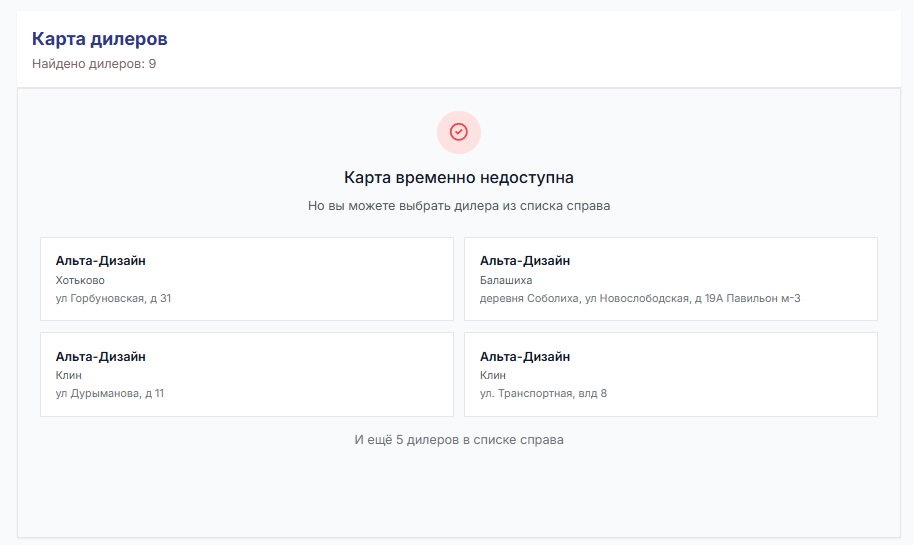 Карта дилеров
Найдено дилеров: 9
Карта временно недоступна
Но вы можете выбрать дилера из списка справа
Альта-Дизайн
Хотьково
ул Горбуновская, д 31
Альта-Дизайн
Балашиха
деревня Соболиха, ул Новослободская, д 19А Павильон м-3
Альта-Дизайн
Клин
ул Дурыманова, д 11
Альта-Дизайн
Клин
ул. Транспортная, влд 8
И ещё 5 дилеров в списке справа